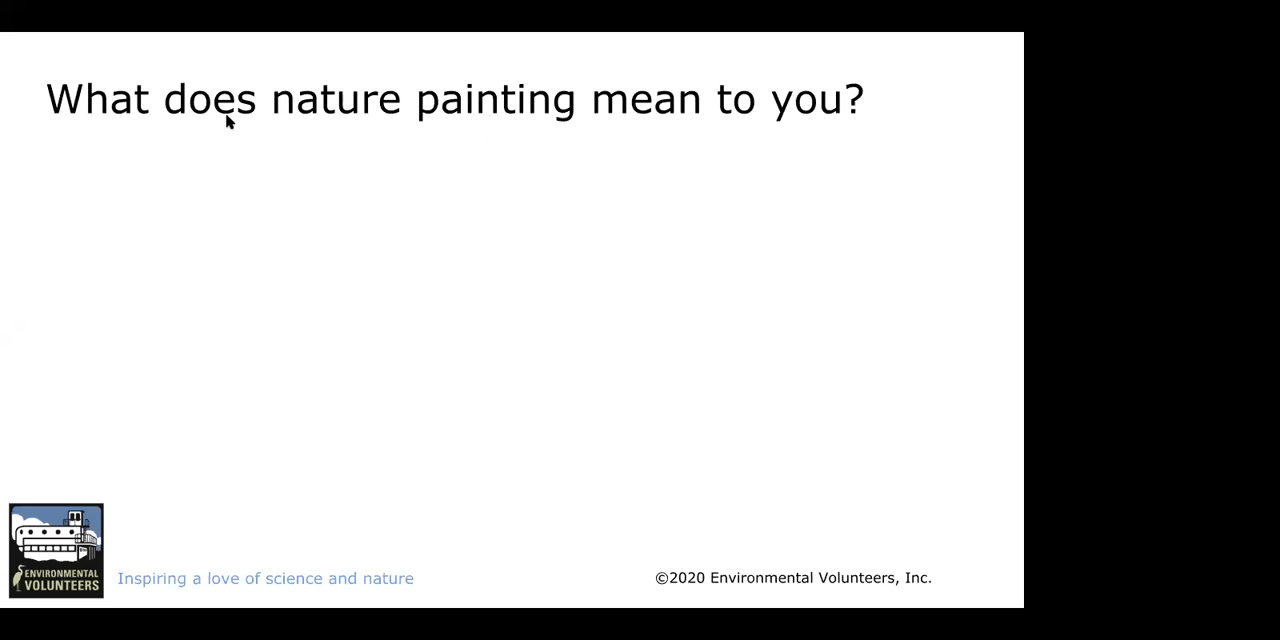 What does nature painting mean to you?
ENVIRONMENTAL
VOLUNTEERS
Inspiring a love of science and nature
©2020 Environmental Volunteers, Inc.